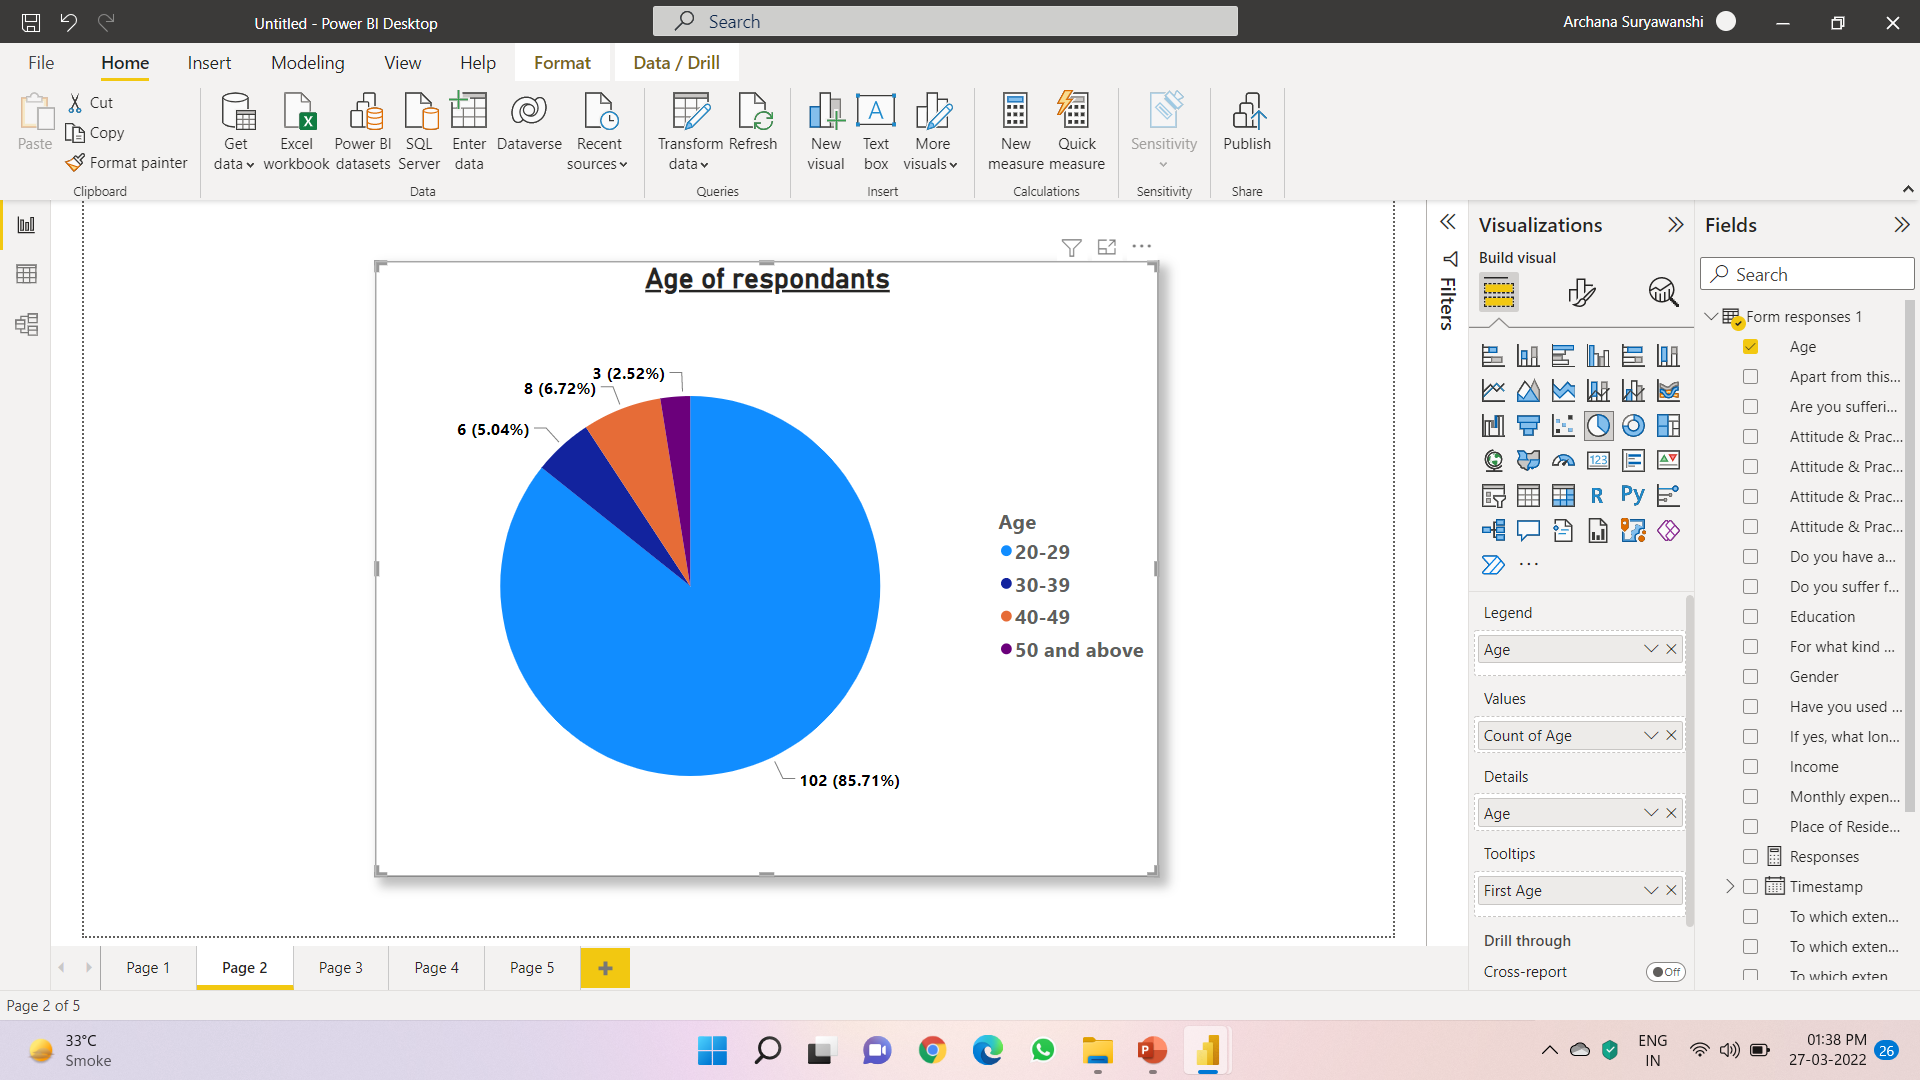 Untitled - Power BI Desktop
Search
Archana Suryawanshi
File
Home
Insert
Modeling
View
Help
Format
Data / Drill
Paste
Cut
Copy
Format painter
Clipboard
Get
data
Excel
workbook
Power BI
datasets
SQL
Server
Enter
data
Dataverse
Recent
sources
Data
Transform
data
Refresh
Queries
New
visual
Text
box
More
visuals
Insert
New
measure
Quick
measure
Calculations
Sensitivity
Sensitivity
Publish
Share
Age of respondants
3 (2.52%)
8 (6.72%)
6 (5.04%)
102 (85.71%)
Age
20-29
30-39
40-49
50 and above
Filters
Visualizations
Build visual
123
R
Py
Legend
Age
Values
Count of Age
Details
Age
Tooltips
First Age
Drill through
Cross-report
Off
Fields
Search
Form responses 1
Age
Apart from this...
Are you sufferi...
Attitude & Prac...
Attitude & Prac...
Attitude & Prac...
Attitude & Prac...
Do you have a...
Do you suffer f...
Education
For what kind ...
Gender
Have you used ...
If yes, what lon...
Income
Monthly expen...
Place of Reside...
Responses
Timestamp
To which exten...
To which exten...
To which exten
Page 1
Page 2
Page 3
Page 4
Page 5
Page 2 of 5
33°C
Smoke
ENG
IN
01:38 PM
27-03-2022
26